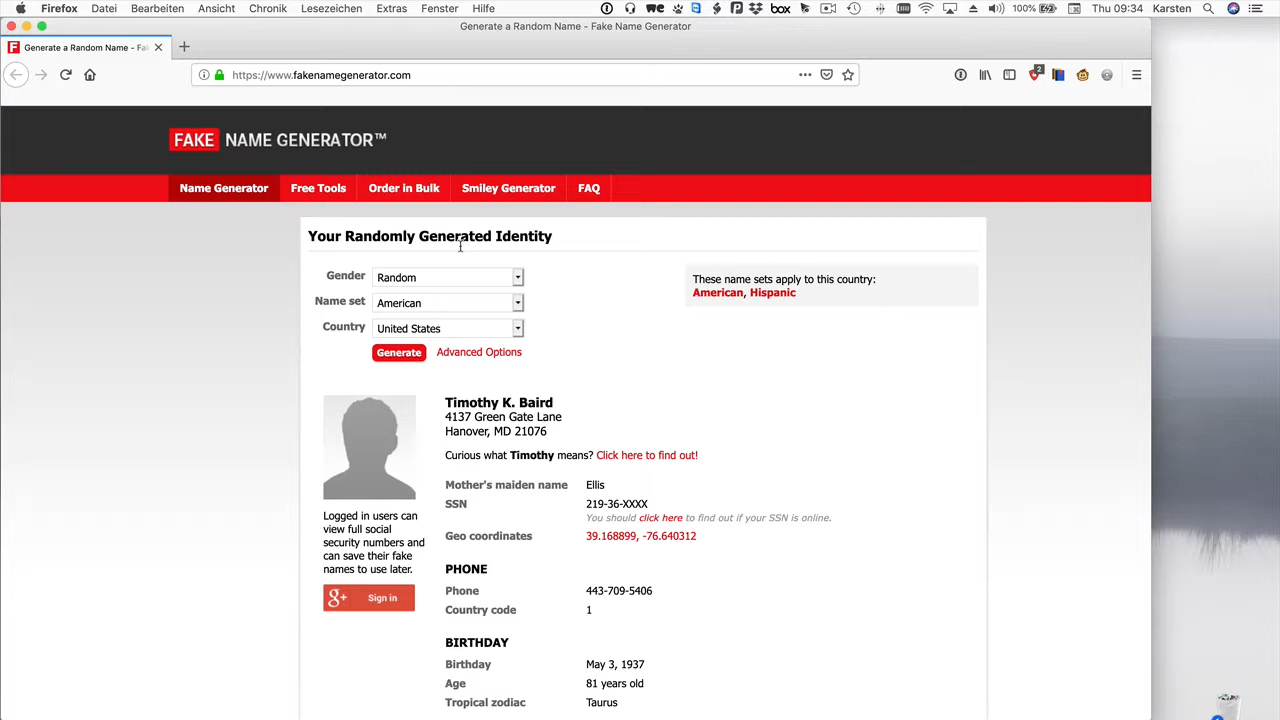 Firefox Datei Bearbeiten Ansicht Chronik Lesezeichen Extras Fenster Hilfe box 100% Thu 09:34 Karsten
Generate a Random Name - Fake Name Generator
Generate a Random Name - Fak
https://www.fakenamegenerator.com
2
FAKE NAME GENERATOR™
Name Generator Free Tools Order in Bulk Smiley Generator FAQ
Your Randomly Generated Identity
Gender Random
Name set American
Country United States
Generate Advanced Options
These name sets apply to this country:
American, Hispanic
Timothy K. Baird
4137 Green Gate Lane
Hanover, MD 21076
Curious what Timothy means? Click here to find out!
Mother's maiden name Ellis
SSN 219-36-XXXX
You should click here to find out if your SSN is online.
Geo coordinates 39.168899, -76.640312
Logged in users can
view full social
security numbers and
can save their fake
names to use later.
g+ Sign in
PHONE
Phone 443-709-5406
Country code 1
BIRTHDAY
Birthday May 3, 1937
Age 81 years old
Tropical zodiac Taurus